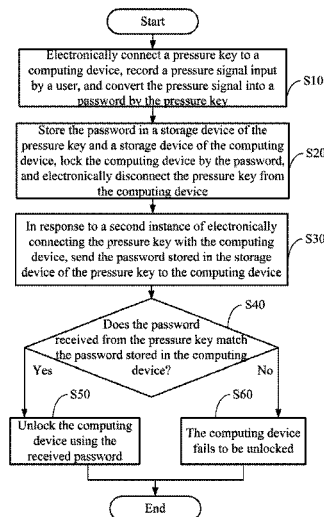 Start
Electronically connect a pressure key to a
computing device, record a pressure signal input
by a user, and convert the pressure signal into a
password by the pressure key
S10
Store the password in a storage device of the
pressure key and a storage device of the computing
device, lock the computing device by the password,
and electronically disconnect the pressure key from
the computing device
S20
In response to a second instance of electronically
connecting the pressure key with the computing
device, send the password stored in the storage
device of the pressure key to the computing device
S30
S40
Does the password
received from the pressure key match
the password stored in the computing
device?
Yes
No
S50
S60
Unlock the computing
device using the
received password
The computing device
fails to be unlocked
End